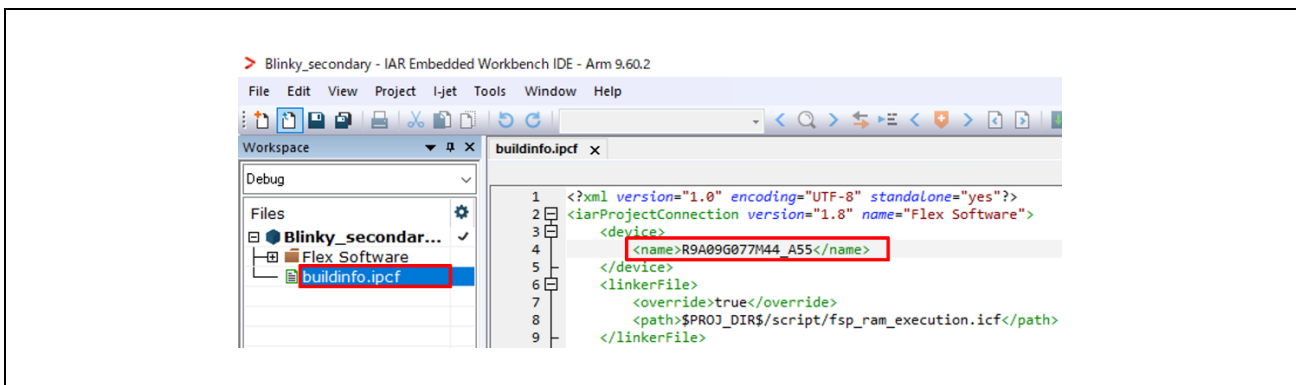 Blinky_secondary - IAR Embedded Workbench IDE - Arm 9.60.2
File Edit View Project I-jet Tools Window Help
Workspace
buildinfo.ipcf
Debug
Files
Blinky_secondar...
Flex Software
buildinfo.ipcf
1 <?xml version="1.0" encoding="UTF-8" standalone="yes"?>
2 <iarProjectConnection version="1.8" name="Flex Software">
3 <device>
4 <name>R9A09G077M44_A55</name>
5 </device>
6 <linkerFile>
7 <override>true</override>
8 <path>$PROJ_DIR$/script/fsp_ram_execution.icf</path>
9 </linkerFile>